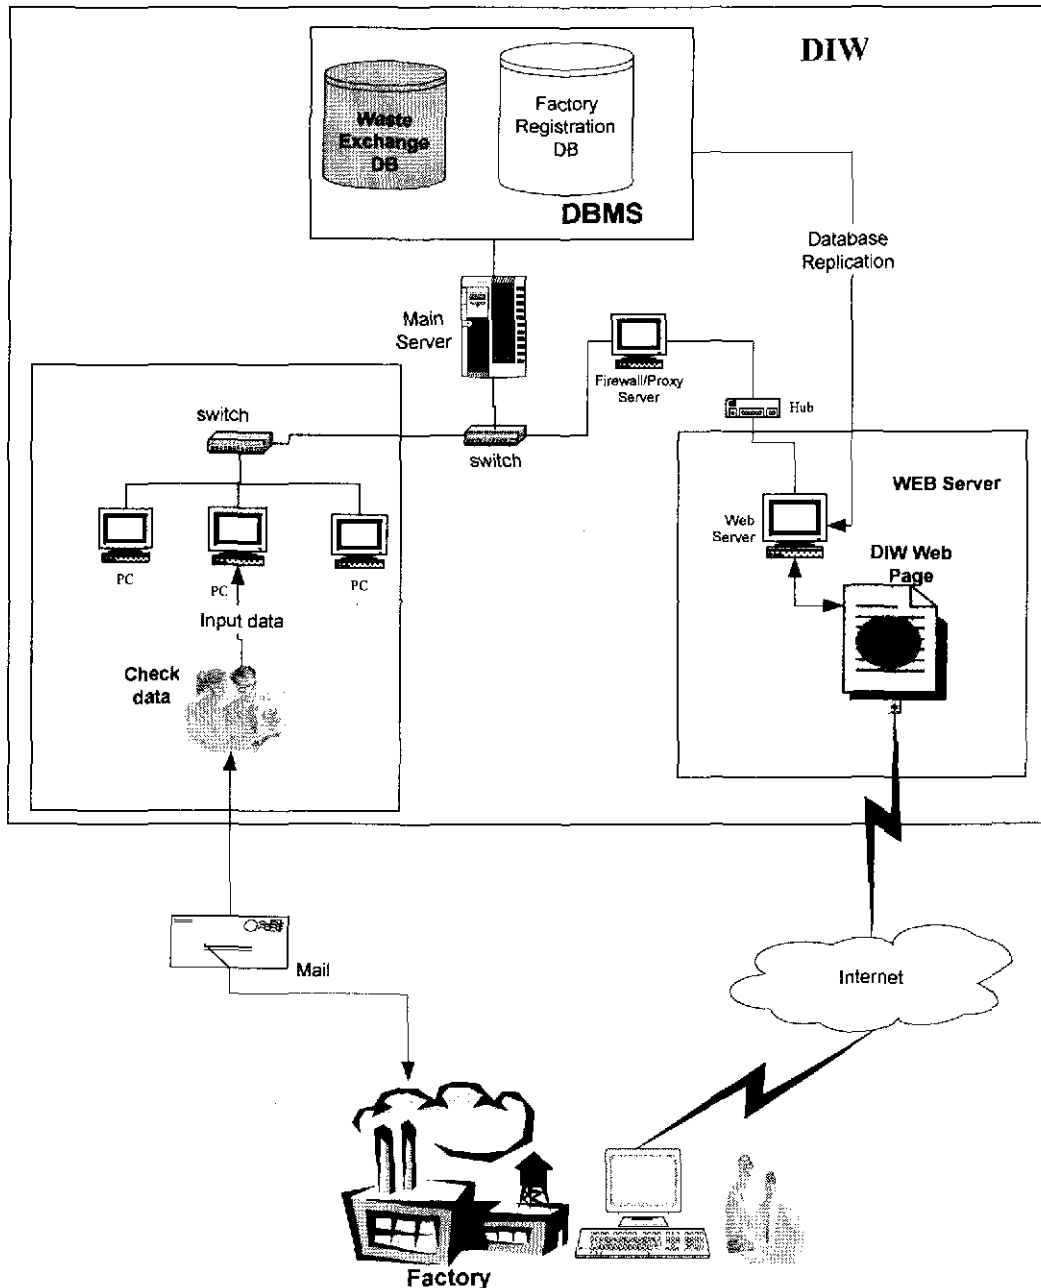 DIW
Waste
Exchange
DB
Factory
Registration
DB
DBMS
Database
Replication
Main
Server
Firewall/Proxy
Server
Hub
switch
switch
WEB Server
Web
Server
DIW Web
Page
PC
PC
PC
Input data
Check
data
Mail
Internet
Factory